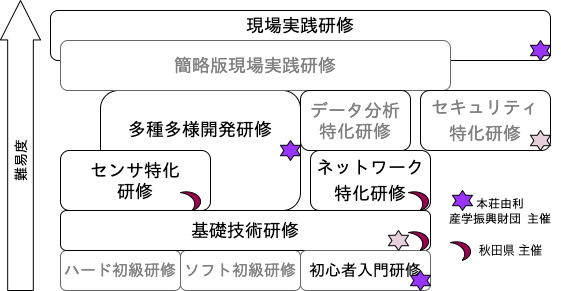 現場実践研修
簡略版現場実践研修
多種多様開発研修
データ分析
特化研修
セキュリティ
特化研修
センサ特化
研修
ネットワーク
特化研修
基礎技術研修
ハード初級研修
ソフト初級研修
初心者入門研修
難易度
本荘由利
産学振興財団 主催
秋田県 主催